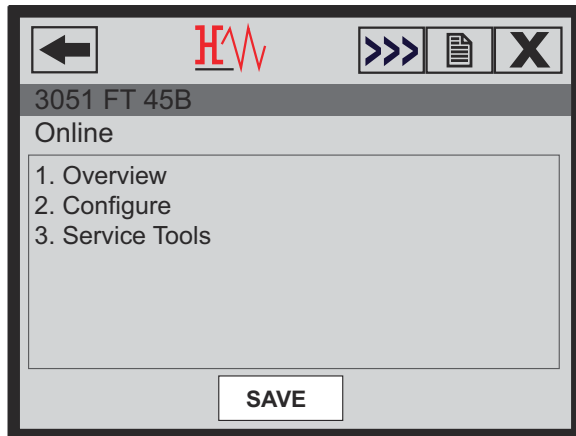 >>> X
3051 FT 45B
Online
1. Overview
2. Configure
3. Service Tools
SAVE